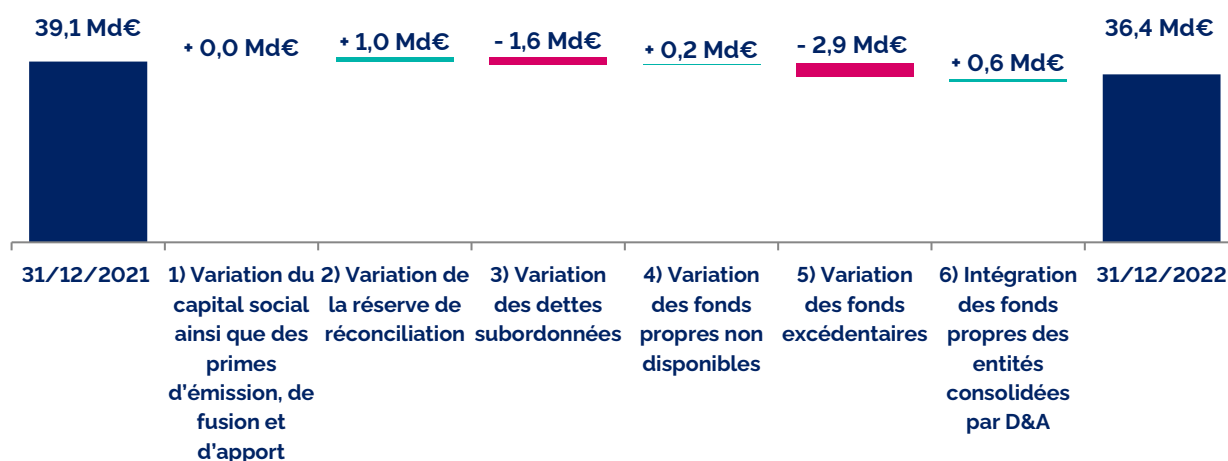 39,1 Md€
+ 0,0 Md€
+ 1,0 Md€
- 1,6 Md€
+ 0,2 Md€
- 2,9 Md€
+ 0,6 Md€
36,4 Md€
31/12/2021
1) Variation du
capital social
ainsi que des
primes
d’émission, de
fusion et
d’apport
2) Variation de
la réserve de
réconciliation
3) Variation
des dettes
subordonnées
4) Variation
des fonds
propres non
disponibles
5) Variation
des fonds
excédentaires
6) Intégration
des fonds
propres des
entités
consolidées
par D&A
31/12/2022